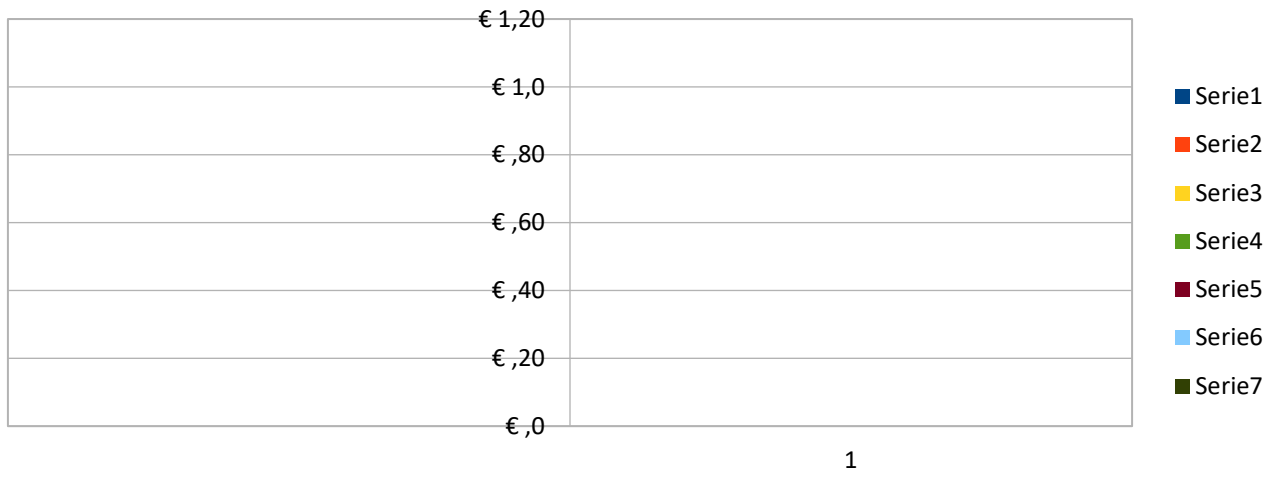 € 1,20
€ 1,0
€ ,80
€ ,60
€ ,40
€ ,20
€ ,0
1
Serie1
Serie2
Serie3
Serie4
Serie5
Serie6
Serie7